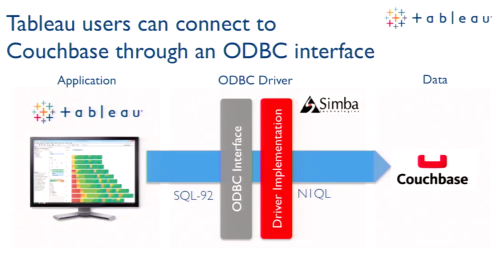 Tableau users can connect to
Couchbase through an ODBC interface
+ a b l e a u
Application
ODBC Driver
Data
+ a b l e a u
Simba
technologies
ODBC Interface
Driver Implementation
SQL-92
N1QL
Couchbase